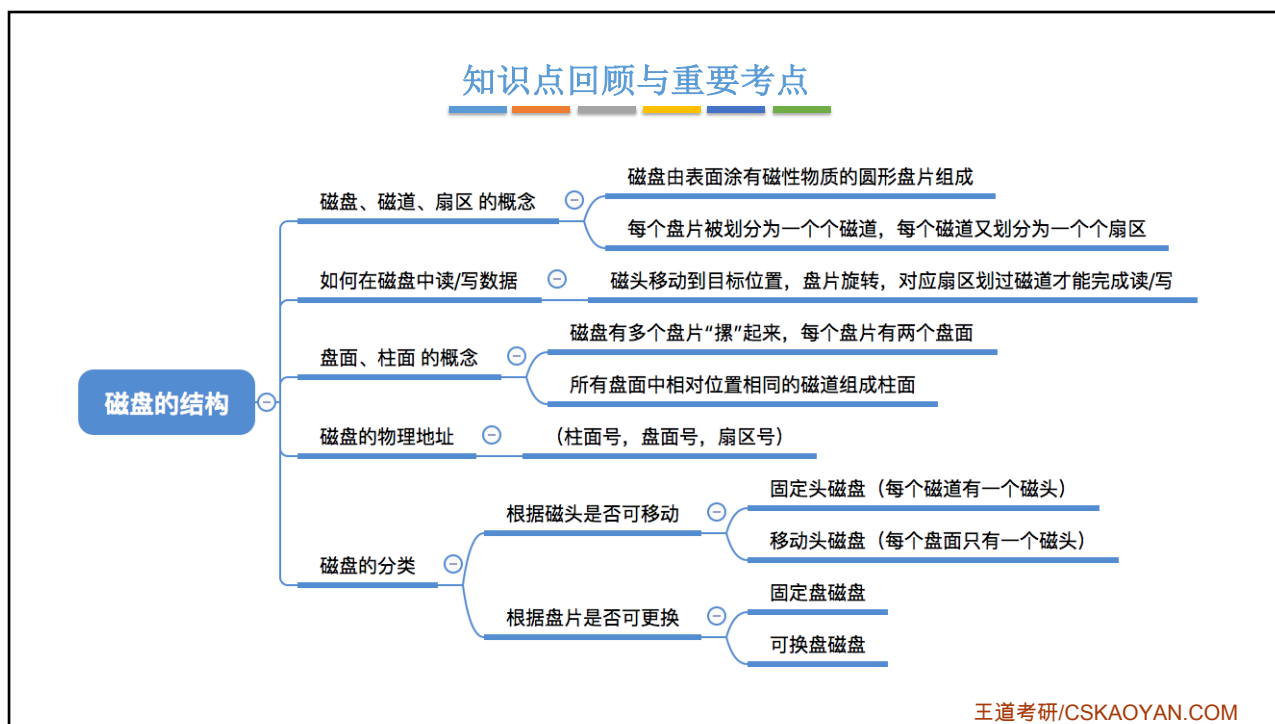 知识点回顾与重要考点
磁盘、磁道、扇区 的概念
磁盘由表面涂有磁性物质的圆形盘片组成
每个盘片被划分为一个个磁道，每个磁道又划分为一个个扇区
如何在磁盘中读/写数据
磁头移动到目标位置，盘片旋转，对应扇区划过磁道才能完成读/写
盘面、柱面 的概念
磁盘有多个盘片“摞”起来，每个盘片有两个盘面
所有盘面中相对位置相同的磁道组成柱面
磁盘的结构
磁盘的物理地址
（柱面号，盘面号，扇区号）
磁盘的分类
根据磁头是否可移动
固定头磁盘（每个磁道有一个磁头）
移动头磁盘（每个盘面只有一个磁头）
根据盘片是否可更换
固定盘磁盘
可换盘磁盘
王道考研/CSKAOYAN.COM